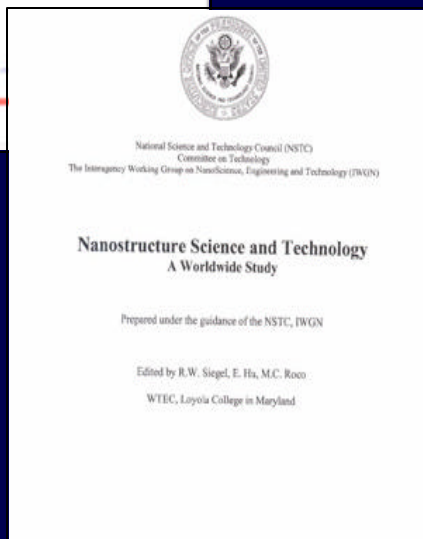 National Science and Technology Council (NSTC)
Committee on Technology
The Interagency Working Group on NanoScience, Engineering and Technology (IWGN)
Nanostructure Science and Technology
A Worldwide Study
Prepared under the guidance of the NSTC, IWGN
Edited by R.W. Siegel, E. Hu, M.C. Roco
WTEC, Loyola College in Maryland